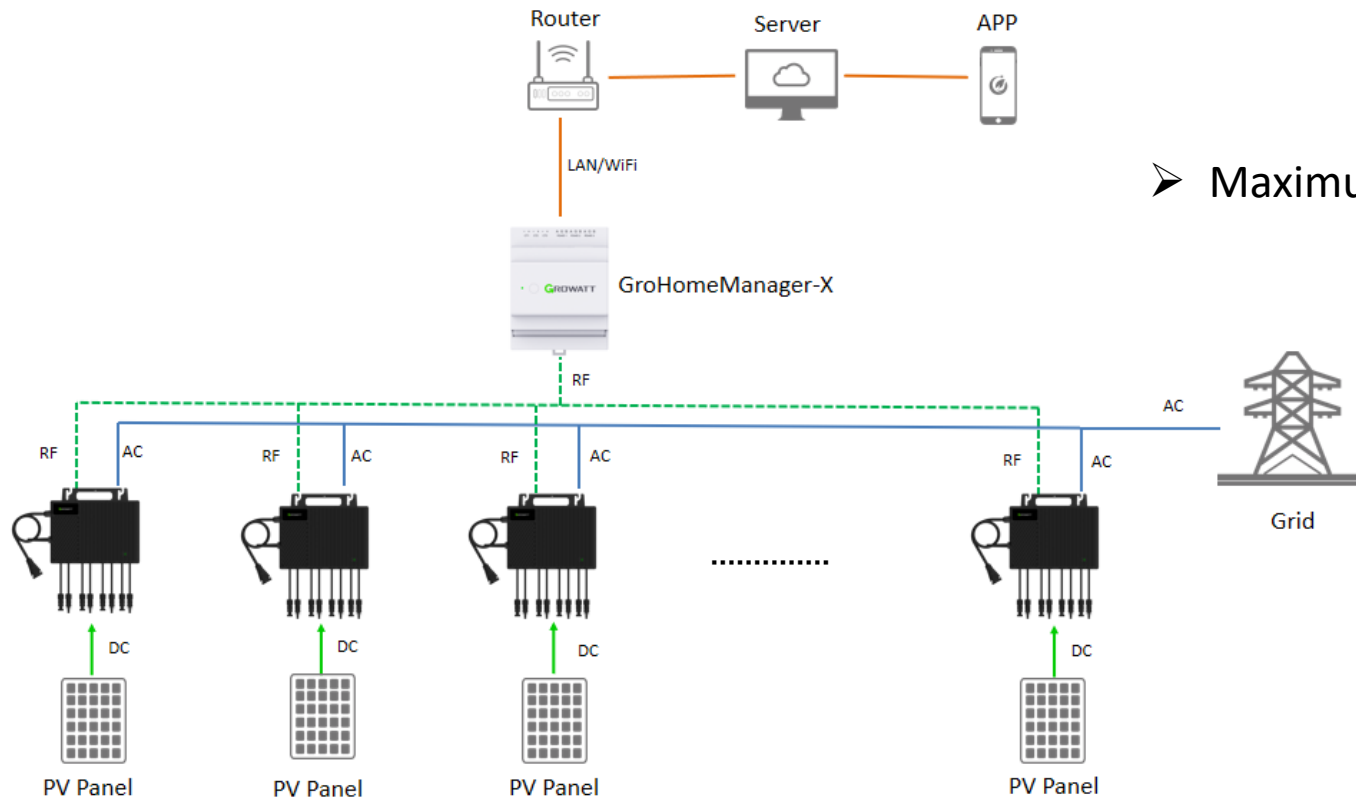 Router
Server
APP
LAN/WiFi
➢ Maximu
GROWATT
GroHomeManager-X
RF
AC
RF
AC
RF
AC
RF
AC
RF
AC
Grid
..............
DC
DC
DC
DC
PV Panel
PV Panel
PV Panel
PV Panel